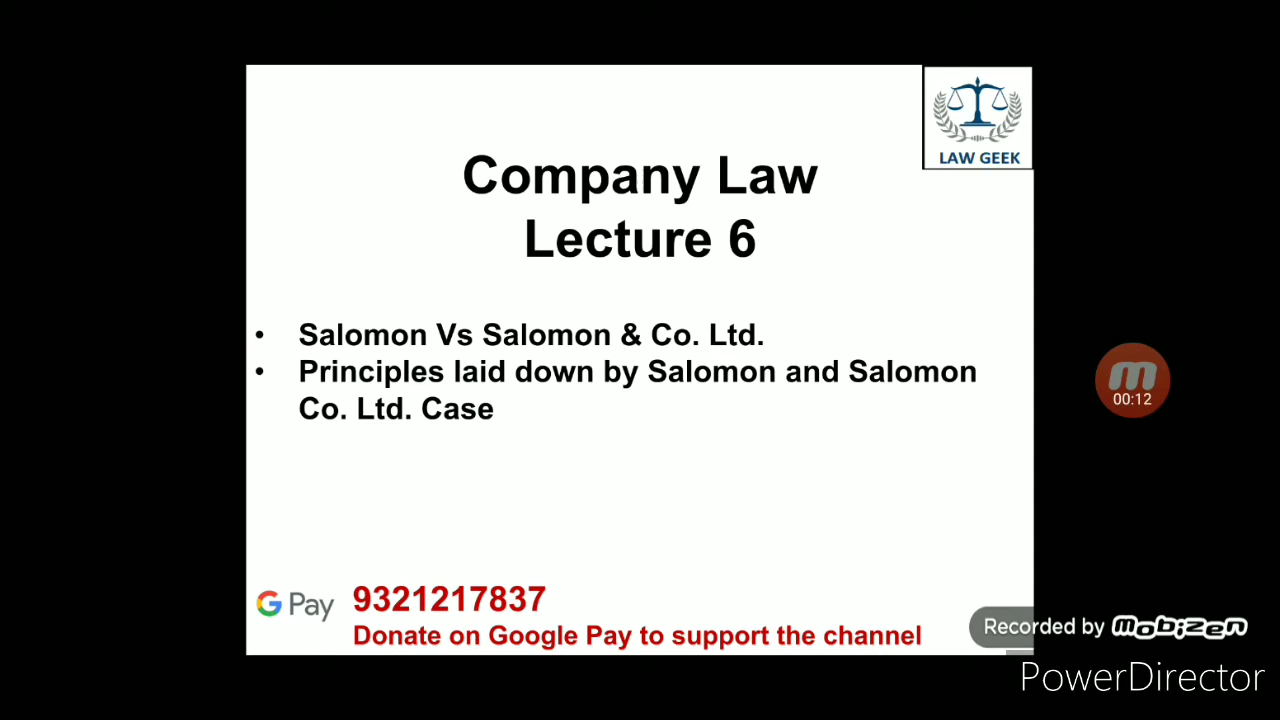 LAW GEEK
Company Law
Lecture 6
• Salomon Vs Salomon & Co. Ltd.
• Principles laid down by Salomon and Salomon
Co. Ltd. Case
00:12
G Pay 9321217837
Donate on Google Pay to support the channel
Recorded by mobizen
PowerDirector